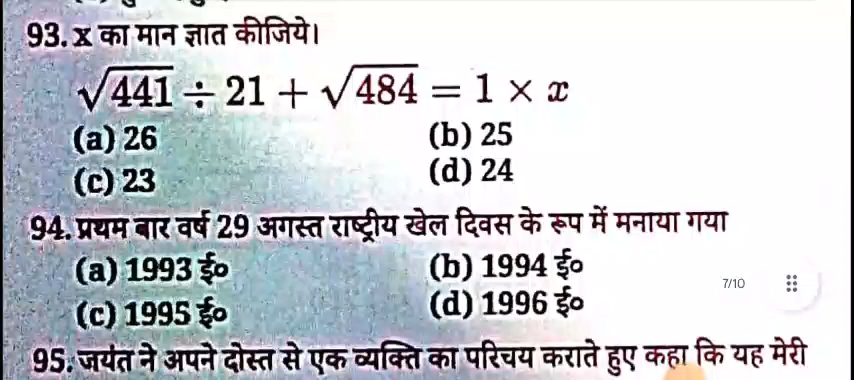 93. x का मान ज्ञात कीजिये।
√441 ÷ 21 + √484 = 1 × x
(a) 26 (b) 25
(c) 23 (d) 24
94. प्रथम बार वर्ष 29 अगस्त राष्ट्रीय खेल दिवस के रूप में मनाया गया
(a) 1993 ई० (b) 1994 ई०
7/10
(c) 1995 ई० (d) 1996 ई०
95. जयंत ने अपने दोस्त से एक व्यक्ति का परिचय कराते हुए कहा कि यह मेरी